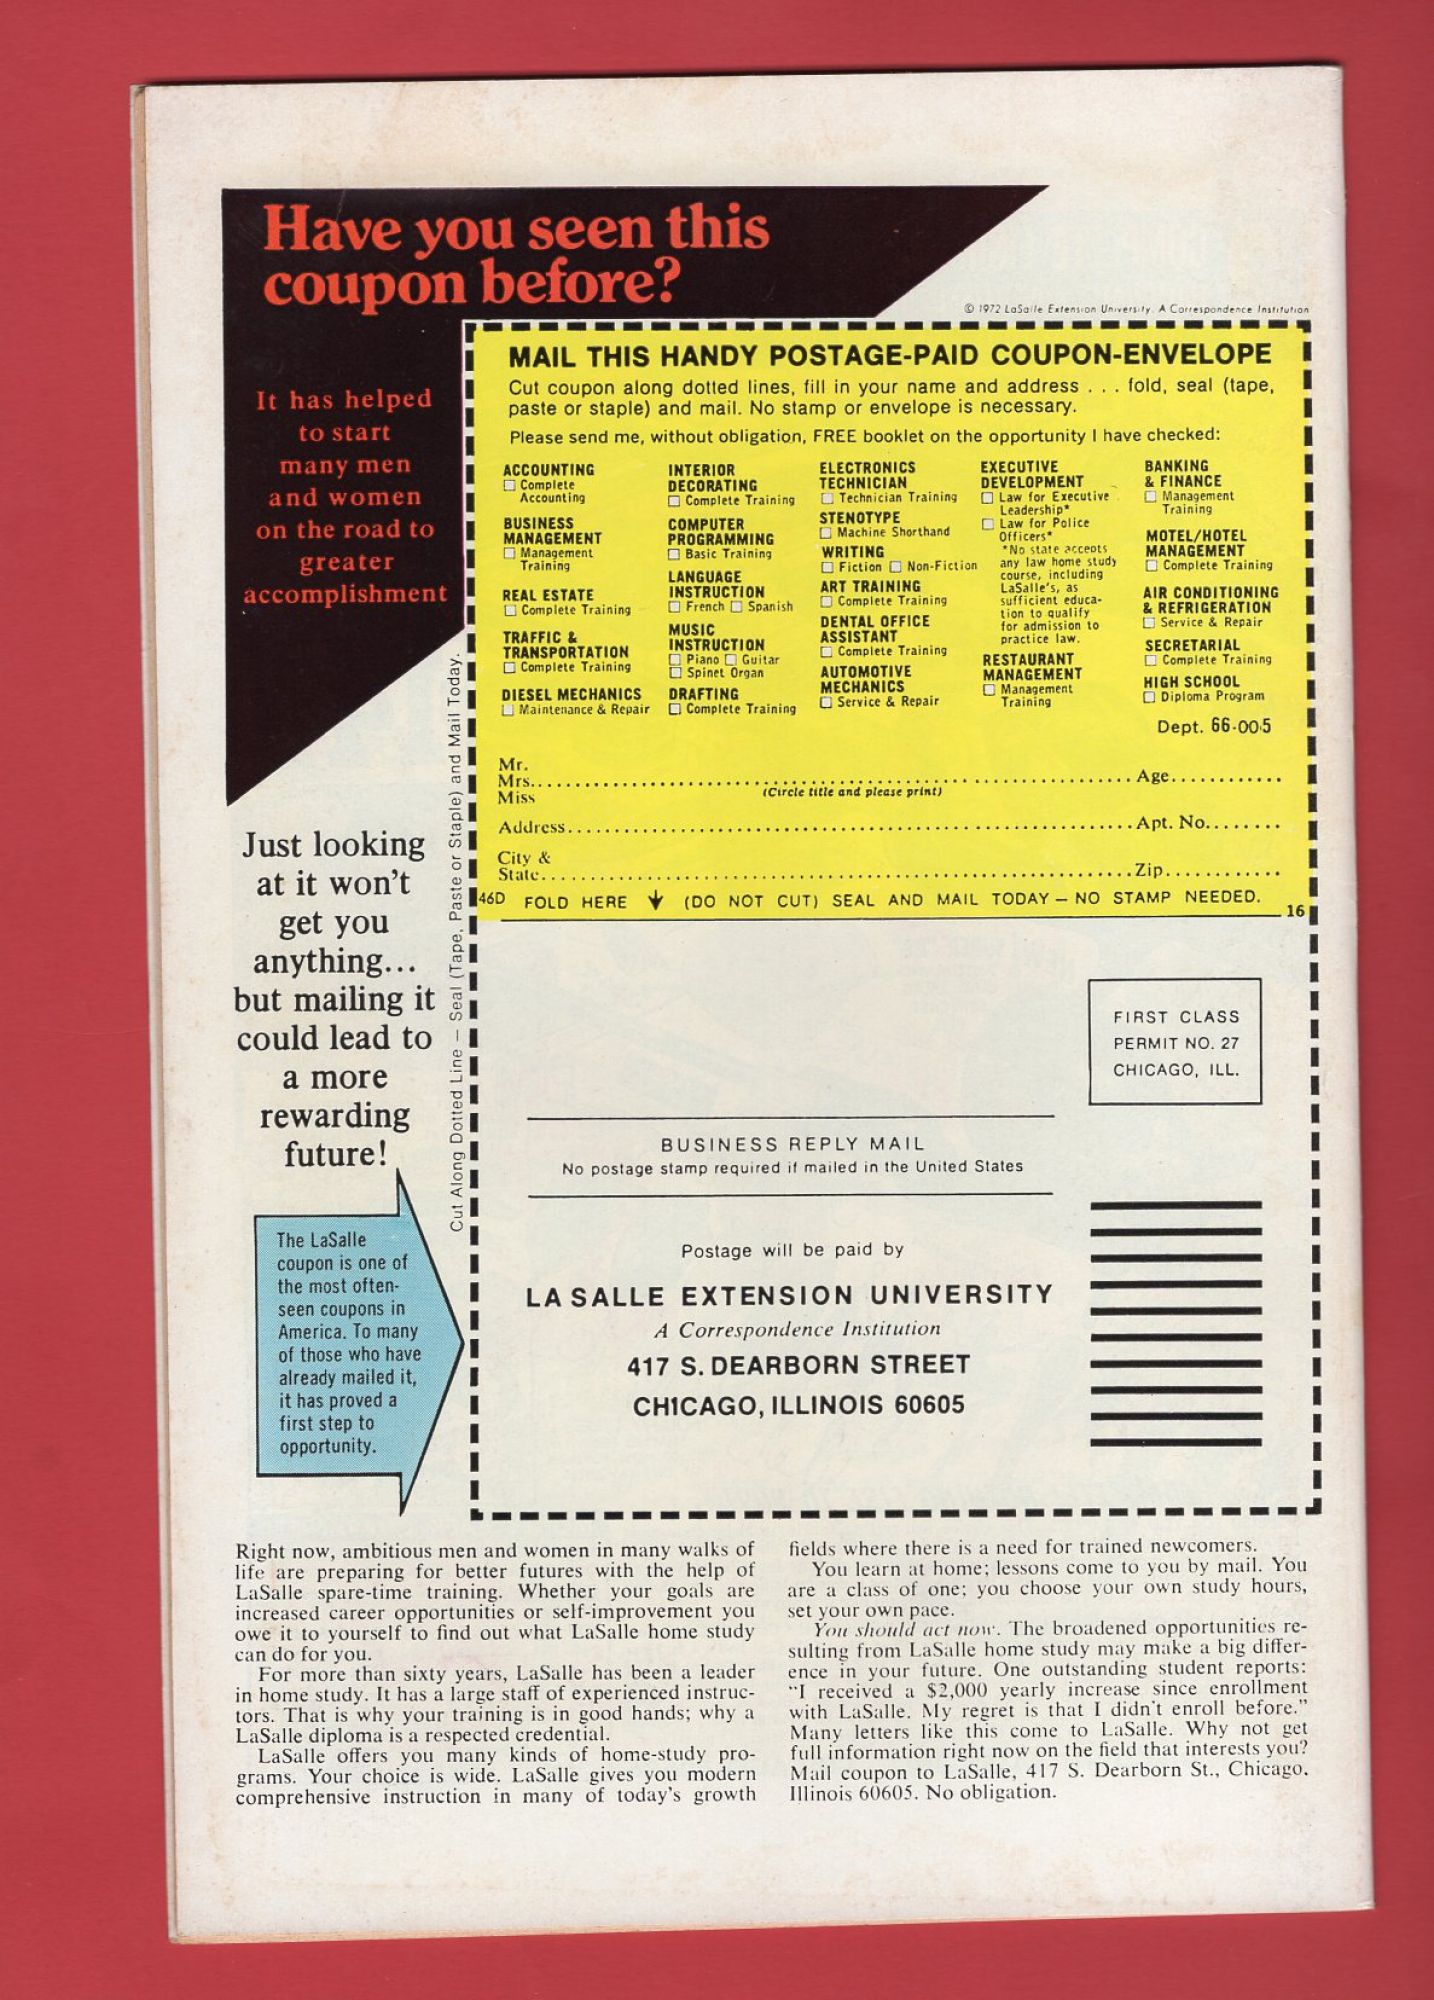 Have you seen this
coupon before?
© 1972 LaSalle Extension University. A Correspondence Institution
It has helped
to start
many men
and women
on the road to
greater
accomplishment
MAIL THIS HANDY POSTAGE-PAID COUPON-ENVELOPE
Cut coupon along dotted lines, fill in your name and address . . . fold, seal (tape,
paste or staple) and mail. No stamp or envelope is necessary.
Please send me, without obligation, FREE booklet on the opportunity I have checked:
ACCOUNTING
☐ Complete
Accounting
BUSINESS
MANAGEMENT
☐ Management
Training
REAL ESTATE
☐ Complete Training
TRAFFIC &
TRANSPORTATION
☐ Complete Training
DIESEL MECHANICS
☐ Maintenance & Repair
INTERIOR
DECORATING
☐ Complete Training
COMPUTER
PROGRAMMING
☐ Basic Training
LANGUAGE
INSTRUCTION
☐ French ☐ Spanish
MUSIC
INSTRUCTION
☐ Piano ☐ Guitar
☐ Spinet Organ
DRAFTING
☐ Complete Training
ELECTRONICS
TECHNICIAN
☐ Technician Training
STENOTYPE
☐ Machine Shorthand
WRITING
☐ Fiction ☐ Non-Fiction
ART TRAINING
☐ Complete Training
DENTAL OFFICE
ASSISTANT
☐ Complete Training
AUTOMOTIVE
MECHANICS
☐ Service & Repair
EXECUTIVE
DEVELOPMENT
☐ Law for Executive
Leadership*
☐ Law for Police
Officers*
*No state accepts
any law home study
course, including
LaSalle's, as
sufficient educa-
tion to qualify
for admission to
practice law.
RESTAURANT
MANAGEMENT
☐ Management
Training
BANKING
& FINANCE
☐ Management
Training
MOTEL/HOTEL
MANAGEMENT
☐ Complete Training
AIR CONDITIONING
& REFRIGERATION
☐ Service & Repair
SECRETARIAL
☐ Complete Training
HIGH SCHOOL
☐ Diploma Program
Dept. 66-005
Mr.
Mrs. Age
Miss (Circle title and please print)
Address Apt. No.
City &
State Zip
46D FOLD HERE ↓ (DO NOT CUT) SEAL AND MAIL TODAY — NO STAMP NEEDED.
16
Cut Along Dotted Line — Seal (Tape, Paste or Staple) and Mail Today.
Just looking
at it won't
get you
anything...
but mailing it
could lead to
a more
rewarding
future!
The LaSalle
coupon is one of
the most often-
seen coupons in
America. To many
of those who have
already mailed it,
it has proved a
first step to
opportunity.
FIRST CLASS
PERMIT NO. 27
CHICAGO, ILL.
BUSINESS REPLY MAIL
No postage stamp required if mailed in the United States
Postage will be paid by
LA SALLE EXTENSION UNIVERSITY
A Correspondence Institution
417 S. DEARBORN STREET
CHICAGO, ILLINOIS 60605
Right now, ambitious men and women in many walks of
life are preparing for better futures with the help of
LaSalle spare-time training. Whether your goals are
increased career opportunities or self-improvement you
owe it to yourself to find out what LaSalle home study
can do for you.
For more than sixty years, LaSalle has been a leader
in home study. It has a large staff of experienced instruc-
tors. That is why your training is in good hands; why a
LaSalle diploma is a respected credential.
LaSalle offers you many kinds of home-study pro-
grams. Your choice is wide. LaSalle gives you modern
comprehensive instruction in many of today's growth
fields where there is a need for trained newcomers.
You learn at home; lessons come to you by mail. You
are a class of one; you choose your own study hours,
set your own pace.
You should act now. The broadened opportunities re-
sulting from LaSalle home study may make a big differ-
ence in your future. One outstanding student reports:
"I received a $2,000 yearly increase since enrollment
with LaSalle. My regret is that I didn't enroll before."
Many letters like this come to LaSalle. Why not get
full information right now on the field that interests you?
Mail coupon to LaSalle, 417 S. Dearborn St., Chicago,
Illinois 60605. No obligation.